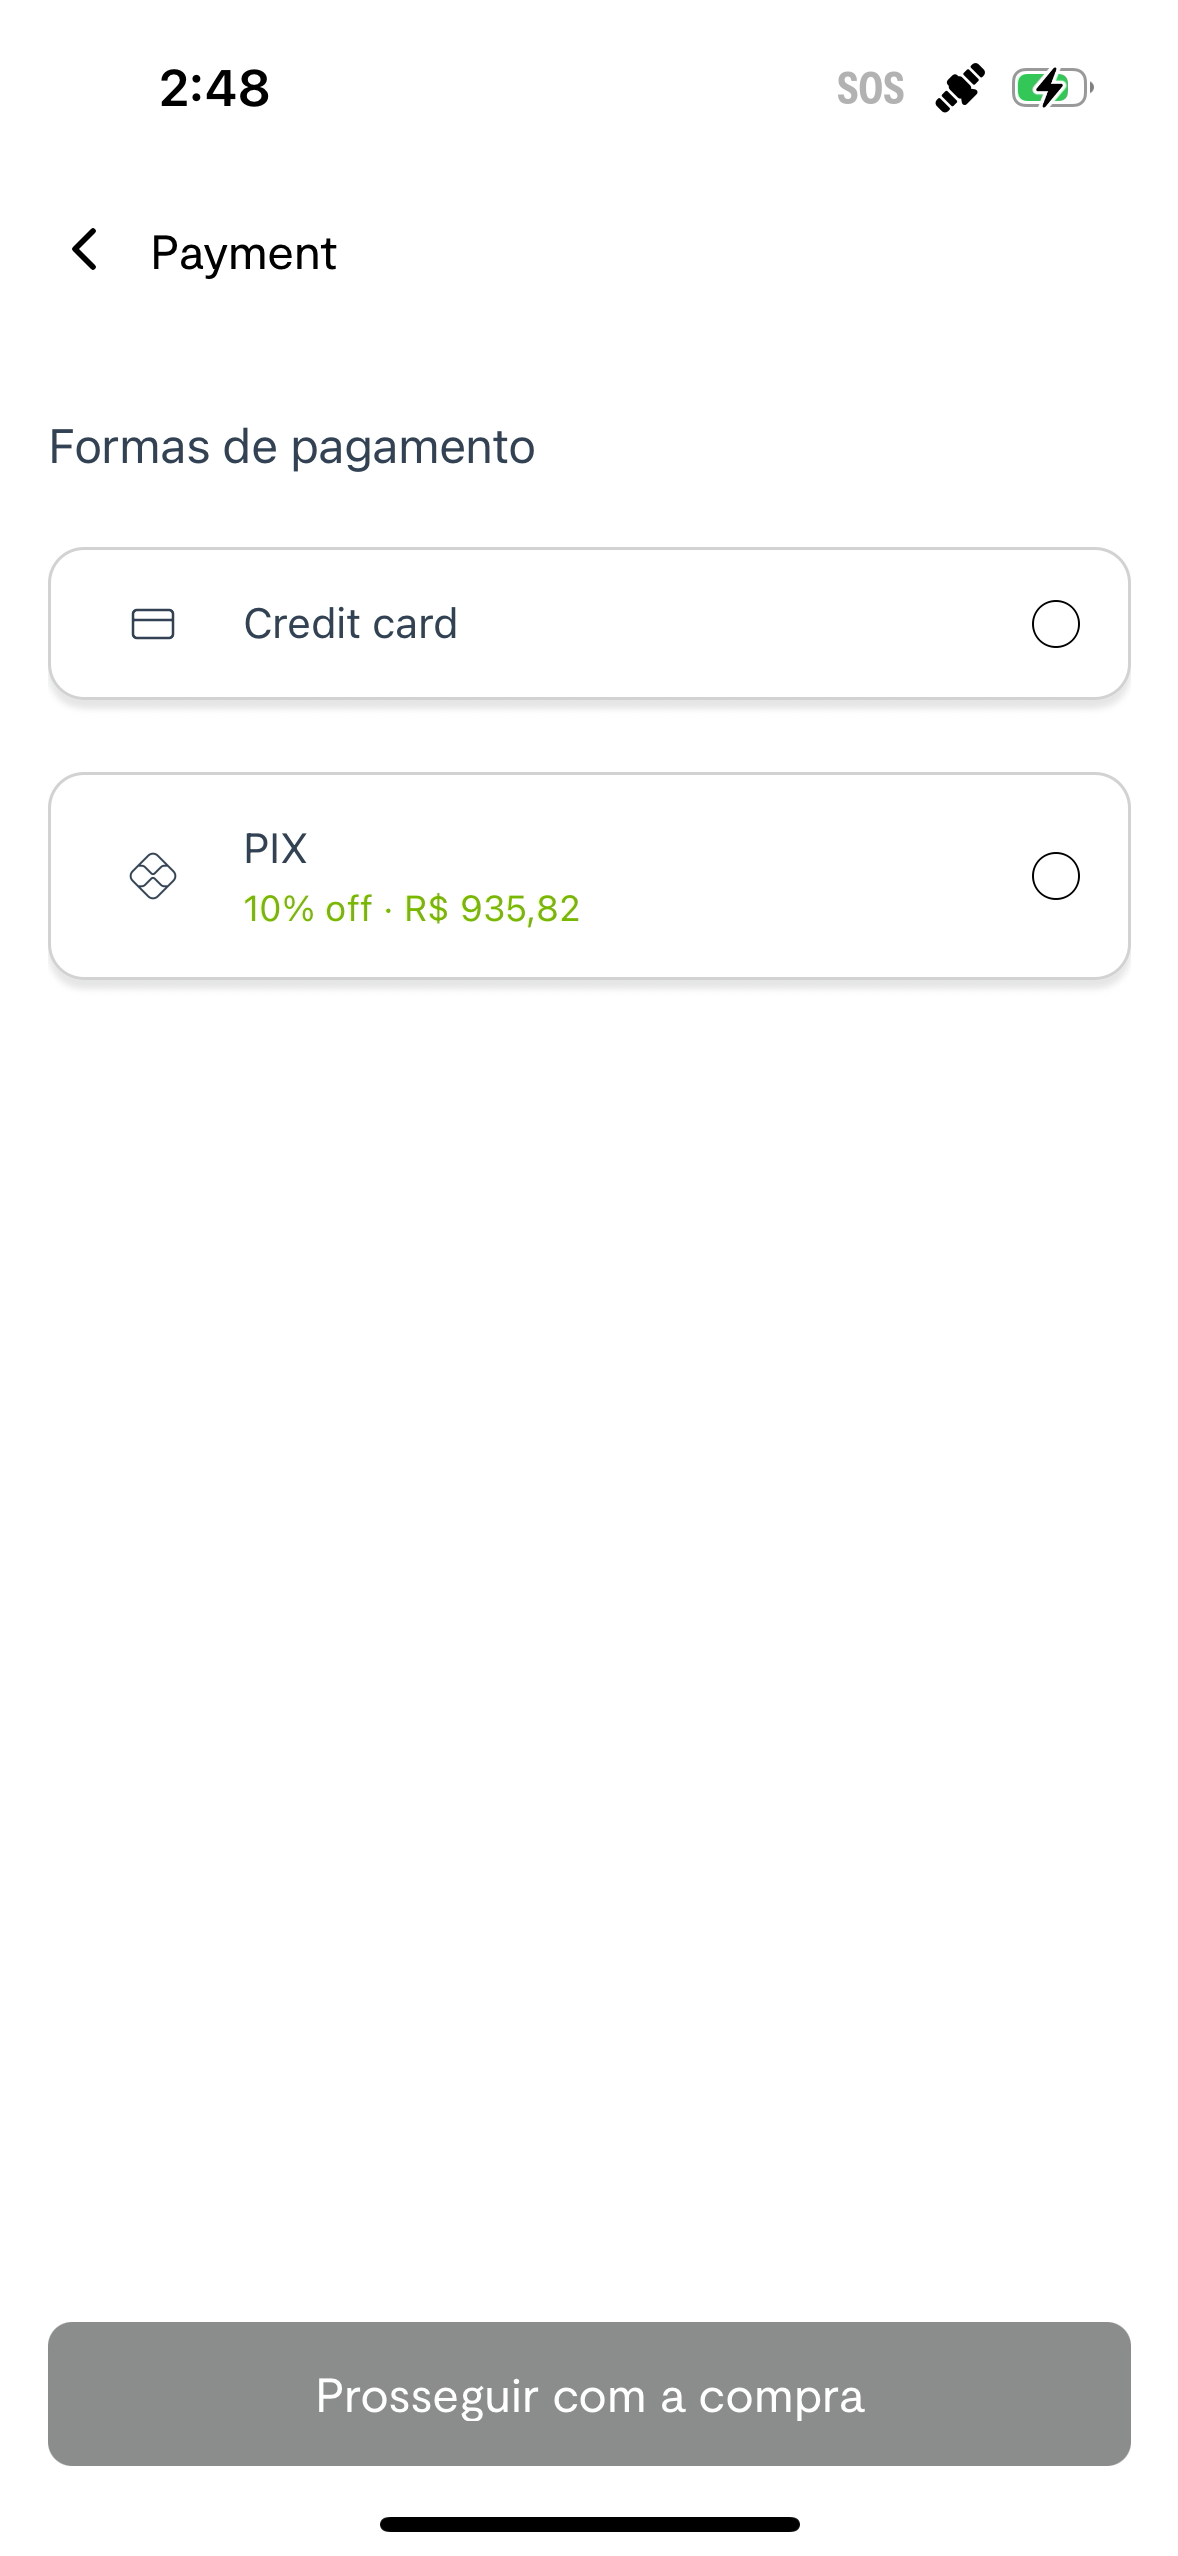 2:48
SOS
Payment
Formas de pagamento
Credit card
PIX
10% off · R$ 935,82
Prosseguir com a compra